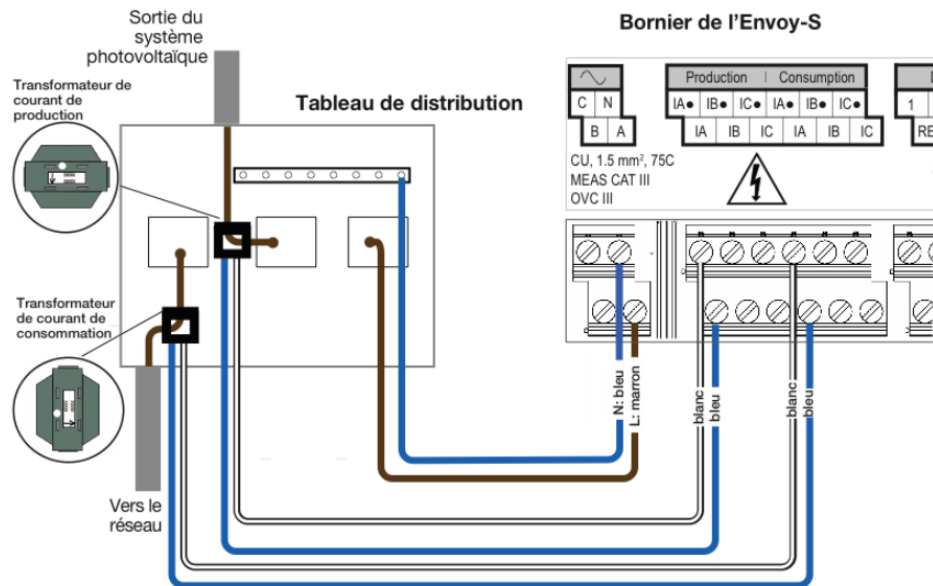 Sortie du
système
photovoltaïque
Bornier de l'Envoy-S
Transformateur de
courant de
production
Tableau de distribution
Production | Consumption
D
C N
IA● IB● IC● IA● IB● IC●
1
B A
IA IB IC IA IB IC
RE
CU, 1.5 mm², 75C
MEAS CAT III
OVC III
Transformateur
de courant de
consommation
N: bleu
L: marron
blanc
bleu
blanc
bleu
Vers le
réseau